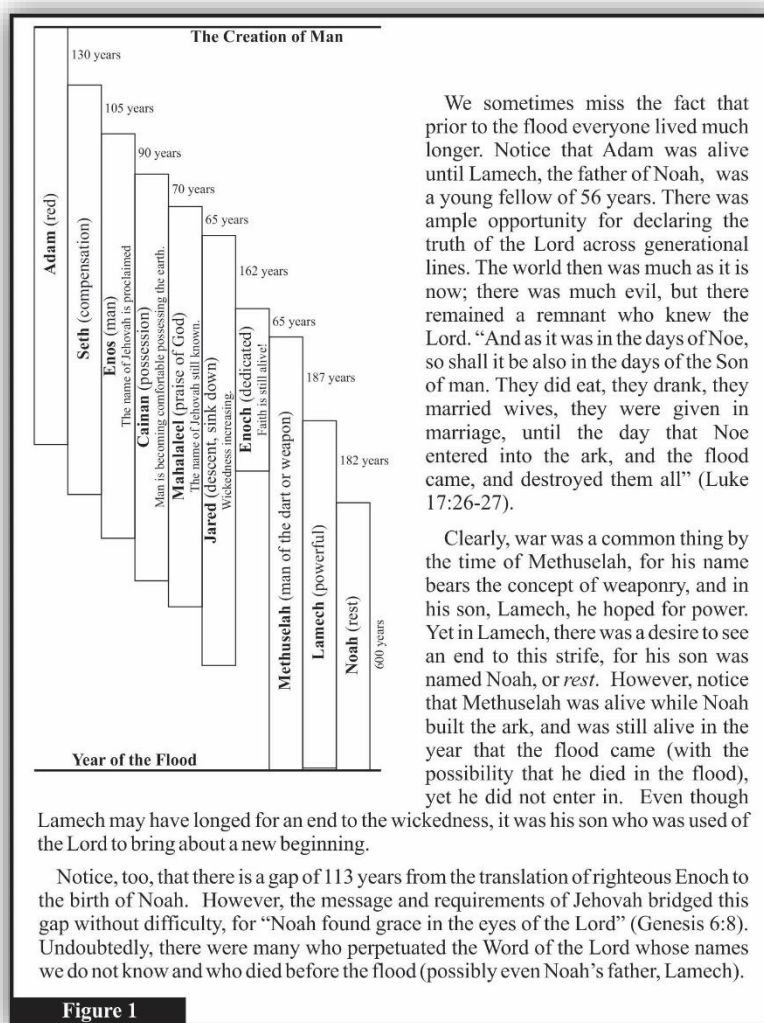 The Creation of Man
130 years
105 years
90 years
70 years
65 years
162 years
65 years
187 years
182 years
600 years
Adam (red)
Seth (compensation)
Enos (man)
The name of Jehovah is proclaimed
Cainan (possession)
Man is becoming comfortable possessing the earth.
Mahalaleel (praise of God)
The name of Jehovah still known.
Jared (descent, sink down)
Wickedness increasing.
Enoch (dedicated)
Faith is still alive!
Methuselah (man of the dart or weapon)
Lamech (powerful)
Noah (rest)
Year of the Flood
We sometimes miss the fact that
prior to the flood everyone lived much
longer. Notice that Adam was alive
until Lamech, the father of Noah, was
a young fellow of 56 years. There was
ample opportunity for declaring the
truth of the Lord across generational
lines. The world then was much as it is
now; there was much evil, but there
remained a remnant who knew the
Lord. “And as it was in the days of Noe,
so shall it be also in the days of the Son
of man. They did eat, they drank, they
married wives, they were given in
marriage, until the day that Noe
entered into the ark, and the flood
came, and destroyed them all” (Luke
17:26-27).
Clearly, war was a common thing by
the time of Methuselah, for his name
bears the concept of weaponry, and in
his son, Lamech, he hoped for power.
Yet in Lamech, there was a desire to see
an end to this strife, for his son was
named Noah, or rest. However, notice
that Methuselah was alive while Noah
built the ark, and was still alive in the
year that the flood came (with the
possibility that he died in the flood),
yet he did not enter in. Even though
Lamech may have longed for an end to the wickedness, it was his son who was used of
the Lord to bring about a new beginning.
Notice, too, that there is a gap of 113 years from the translation of righteous Enoch to
the birth of Noah. However, the message and requirements of Jehovah bridged this
gap without difficulty, for “Noah found grace in the eyes of the Lord” (Genesis 6:8).
Undoubtedly, there were many who perpetuated the Word of the Lord whose names
we do not know and who died before the flood (possibly even Noah’s father, Lamech).
Figure 1